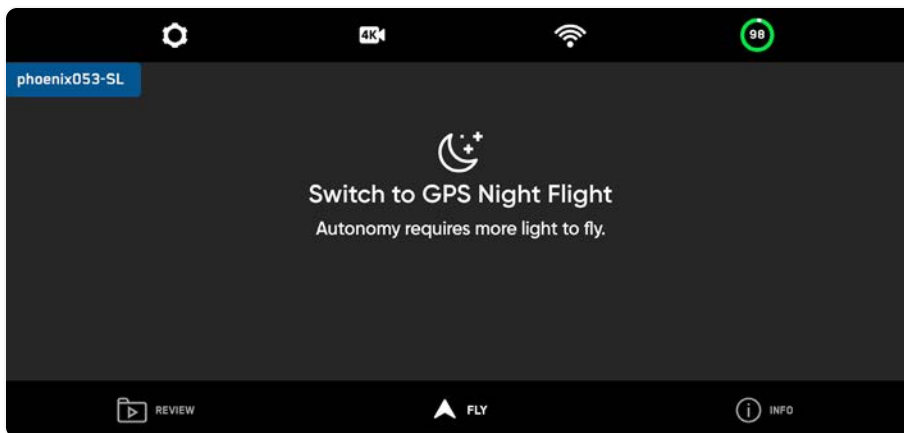 4K
98
phoenix053-SL
Switch to GPS Night Flight
Autonomy requires more light to fly.
REVIEW
FLY
INFO